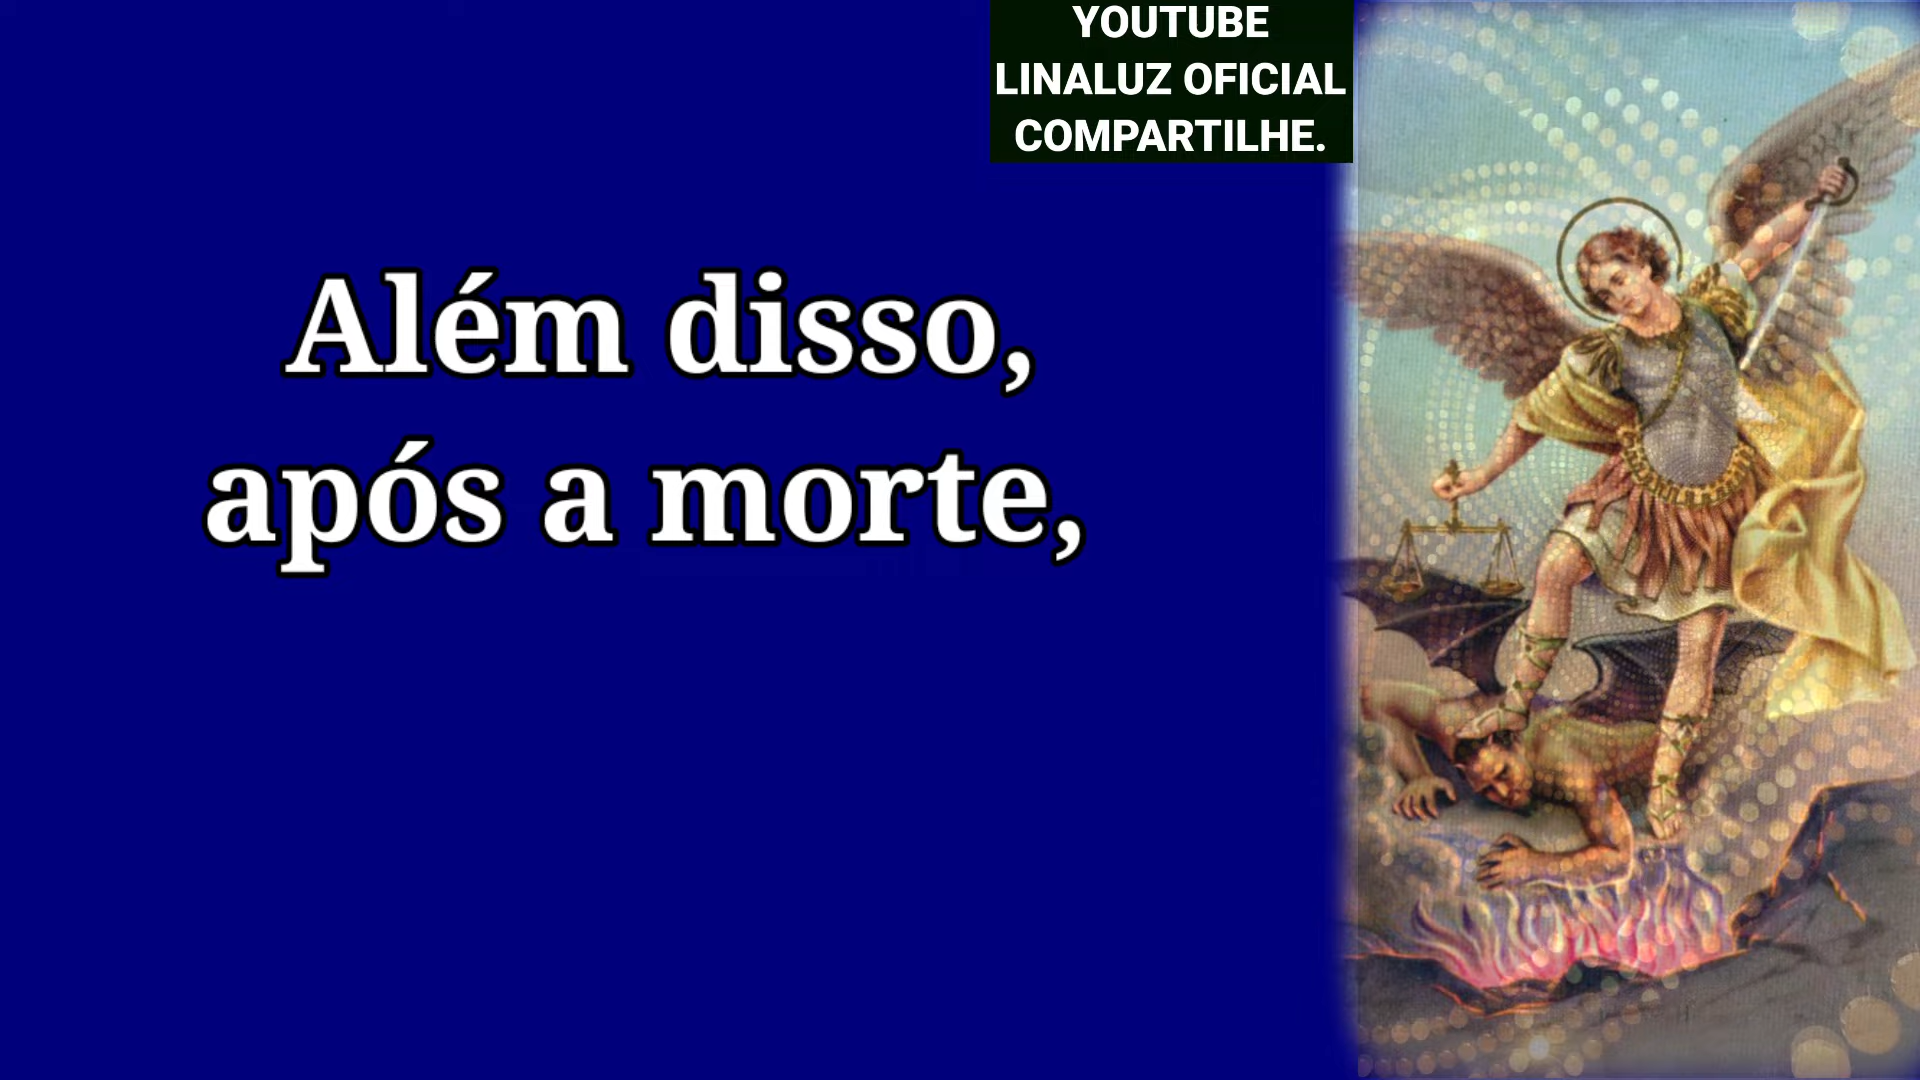 YOUTUBE
LINALUZ OFICIAL
COMPARTILHE.
Além disso,
após a morte,